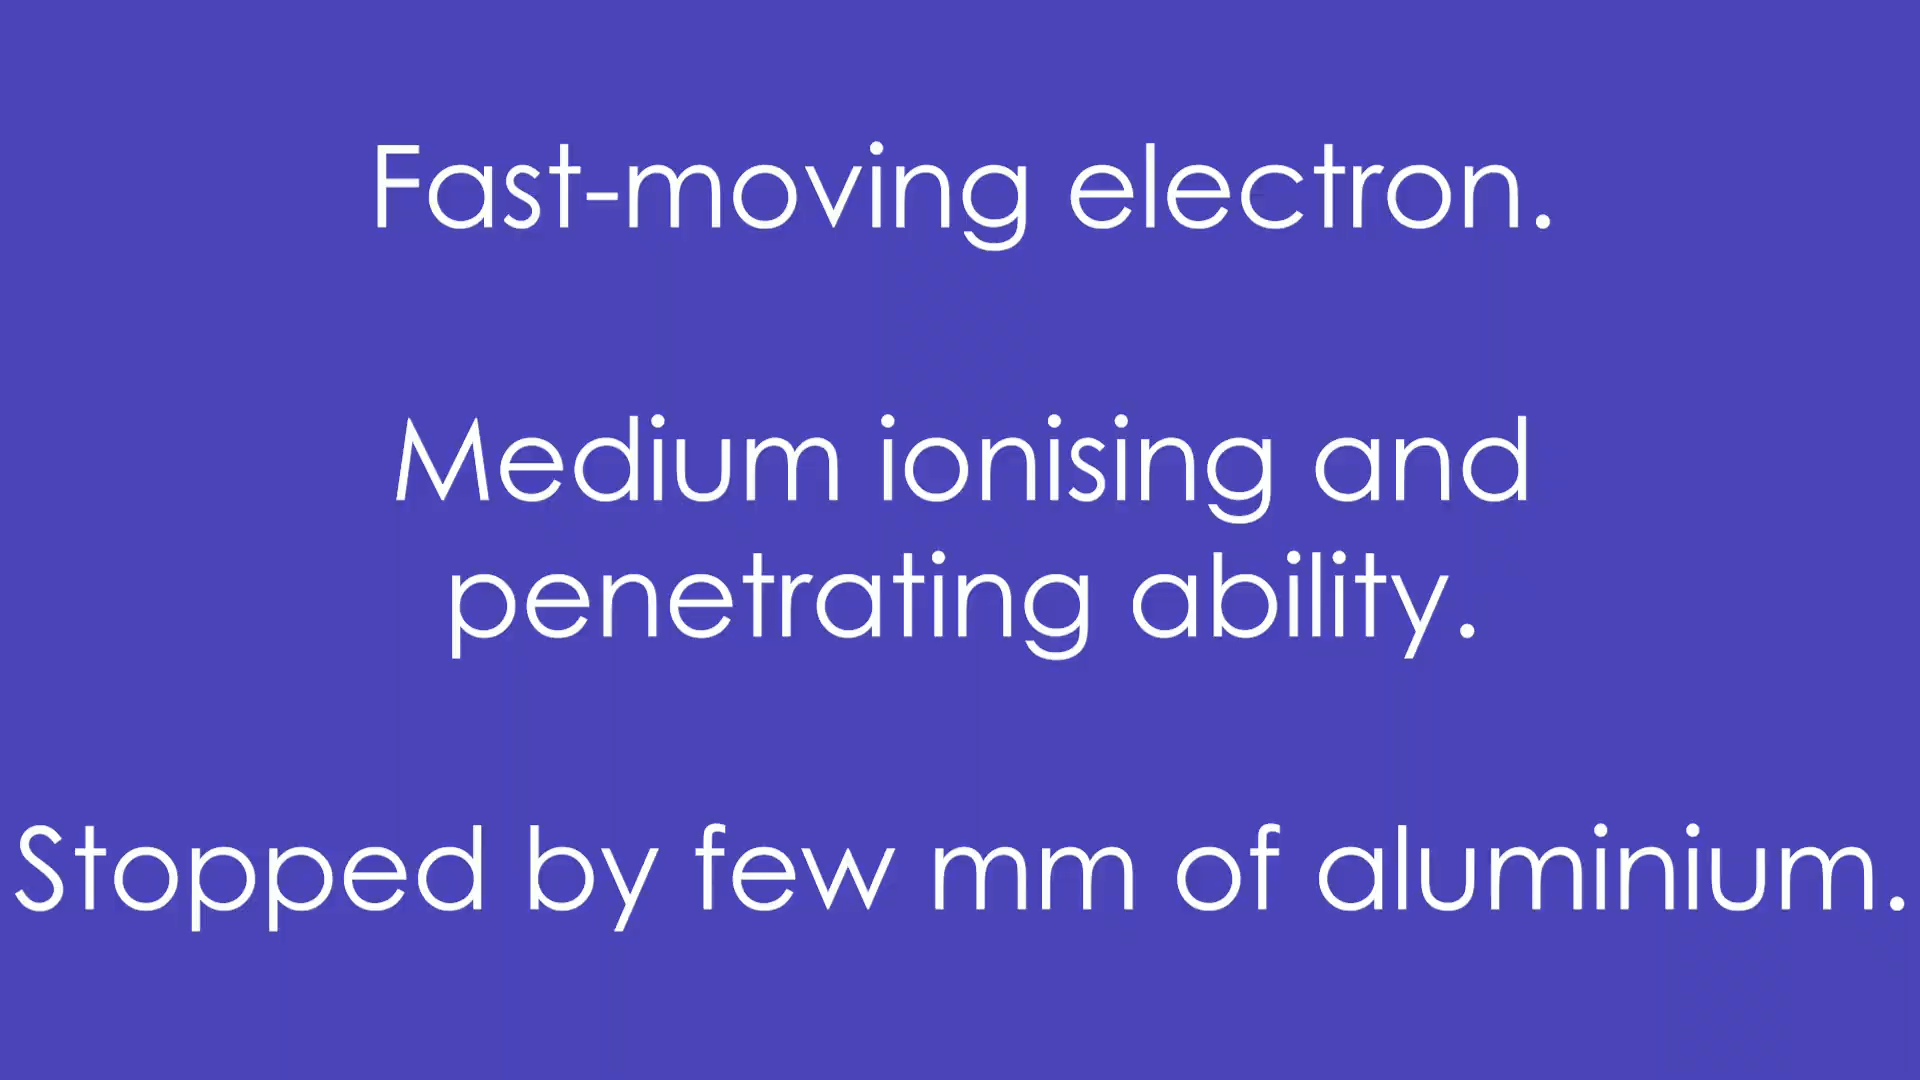 Fast-moving electron.
Medium ionising and
penetrating ability.
Stopped by few mm of aluminium.